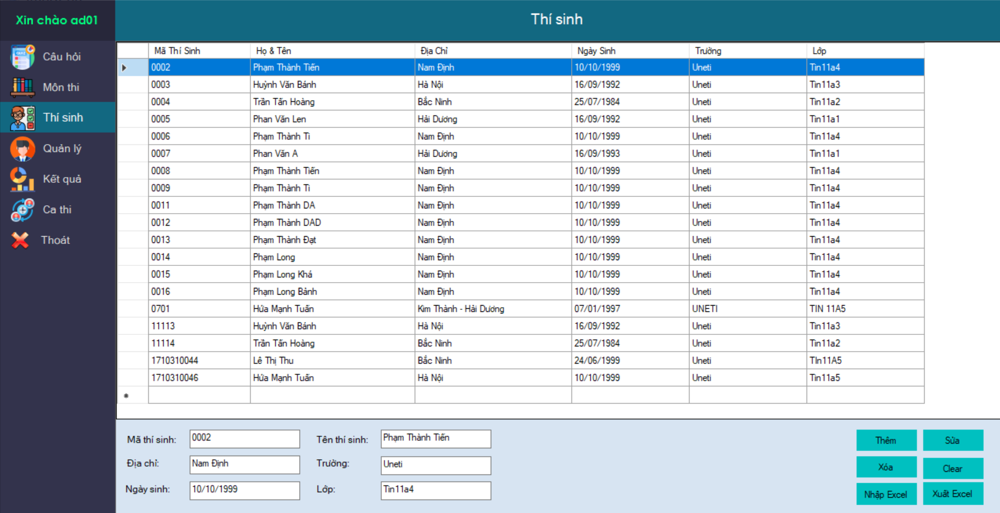 Xin chào ad01
Thí sinh
Câu hỏi
Môn thi
Thí sinh
Quản lý
Kết quả
Ca thi
Thoát
Mã Thí Sinh Họ & Tên Địa Chỉ Ngày Sinh Trường Lớp
0002 Phạm Thành Tiến Nam Định 10/10/1999 Uneti Tin11a4
0003 Huỳnh Văn Bánh Hà Nội 16/09/1992 Uneti Tin11a3
0004 Trần Tấn Hoàng Bắc Ninh 25/07/1984 Uneti Tin11a2
0005 Phan Văn Len Hải Dương 16/09/1992 Uneti Tin11a1
0006 Phạm Thành Tì Nam Định 10/10/1999 Uneti Tin11a4
0007 Phan Văn A Hải Dương 16/09/1993 Uneti Tin11a1
0008 Phạm Thành Tiến Nam Định 10/10/1999 Uneti Tin11a4
0009 Phạm Thành Tì Nam Định 10/10/1999 Uneti Tin11a4
0011 Phạm Thành DA Nam Định 10/10/1999 Uneti Tin11a4
0012 Phạm Thành DAD Nam Định 10/10/1999 Uneti Tin11a4
0013 Phạm Thành Đạt Nam Định 10/10/1999 Uneti Tin11a4
0014 Phạm Long Nam Định 10/10/1999 Uneti Tin11a4
0015 Phạm Long Khá Nam Định 10/10/1999 Uneti Tin11a4
0016 Phạm Long Bảnh Nam Định 10/10/1999 Uneti Tin11a4
0701 Hứa Mạnh Tuấn Kim Thành - Hải Dương 07/01/1997 UNETI TIN 11A5
11113 Huỳnh Văn Bánh Hà Nội 16/09/1992 Uneti Tin11a3
11114 Trần Tấn Hoàng Bắc Ninh 25/07/1984 Uneti Tin11a2
1710310044 Lê Thị Thu Bắc Ninh 24/06/1999 Uneti TIn11A5
1710310046 Hứa Mạnh Tuấn Hà Nội 10/10/1999 Uneti Tin11a5
Mã thí sinh: 0002 Tên thí sinh: Phạm Thành Tiến
Địa chỉ: Nam Định Trường: Uneti
Ngày sinh: 10/10/1999 Lớp: Tin11a4
Thêm Sửa
Xóa Clear
Nhập Excel Xuất Excel